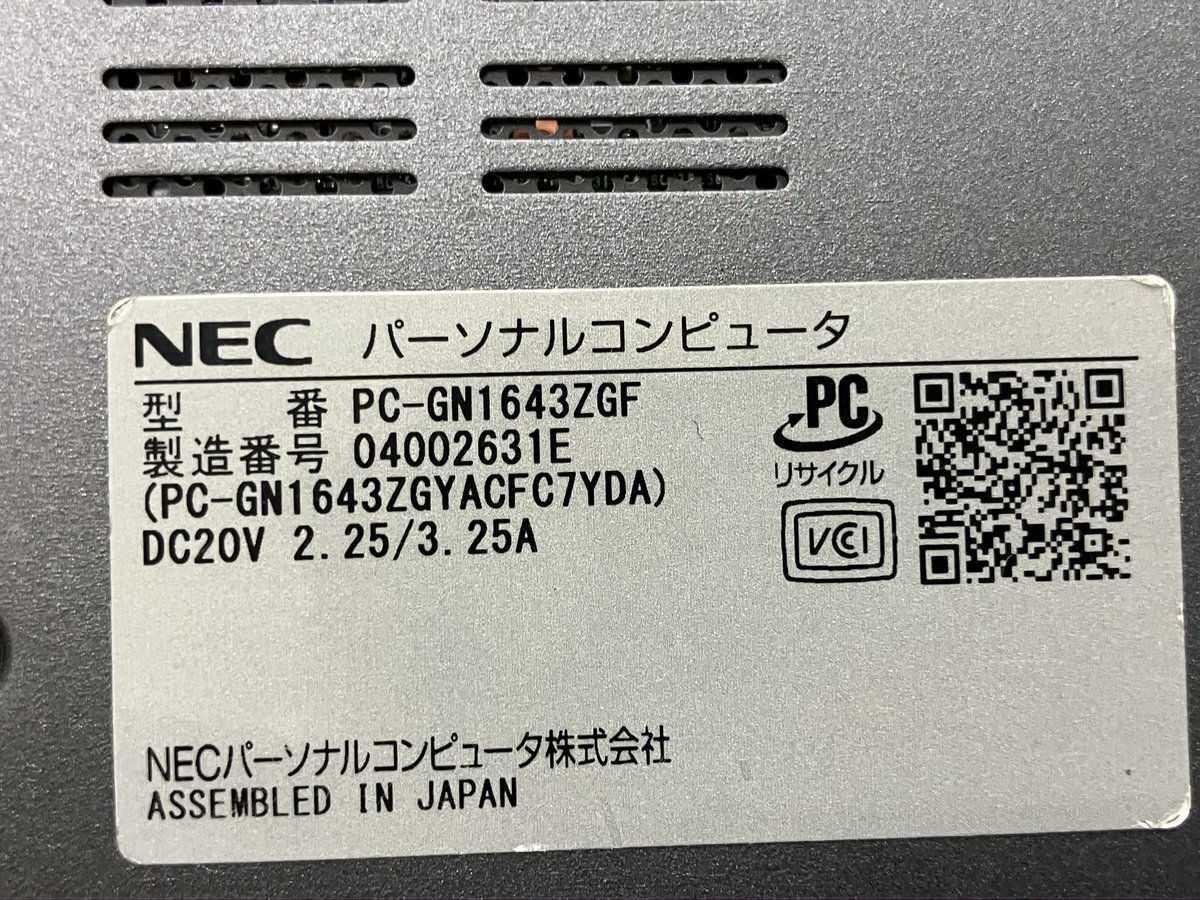 NEC パーソナルコンピュータ
型 番 PC-GN1643ZGF
製造番号 04002631E
(PC-GN1643ZGYACFC7YDA)
DC20V 2.25/3.25A
PC
リサイクル
VCCI
NECパーソナルコンピュータ株式会社
ASSEMBLED IN JAPAN